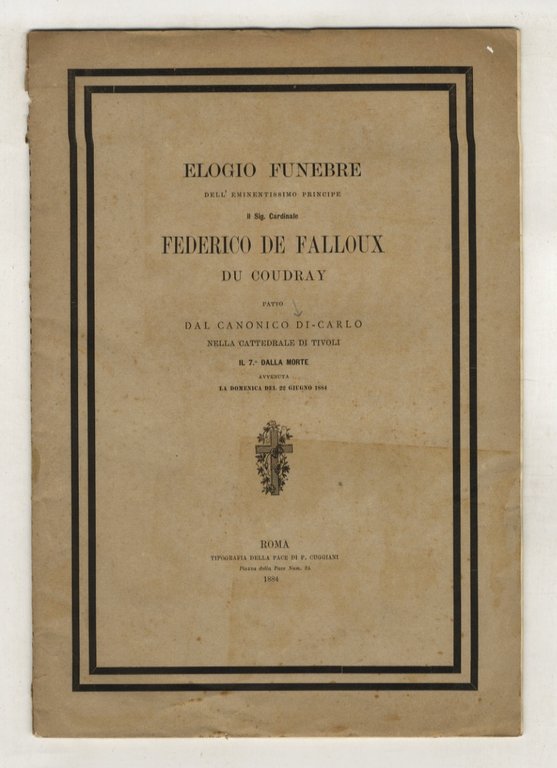 ELOGIO FUNEBRE
DELL' EMINENTISSIMO PRINCIPE
Il Sig. Cardinale
FEDERICO DE FALLOUX
DU COUDRAY
FATTO
DAL CANONICO DI-CARLO
NELLA CATTEDRALE DI TIVOLI
IL 7.º DALLA MORTE
AVVENUTA
LA DOMENICA DEL 22 GIUGNO 1884
ROMA
TIPOGRAFIA DELLA PACE DI F. CUGGIANI
Piazza della Pace Num. 35
1884